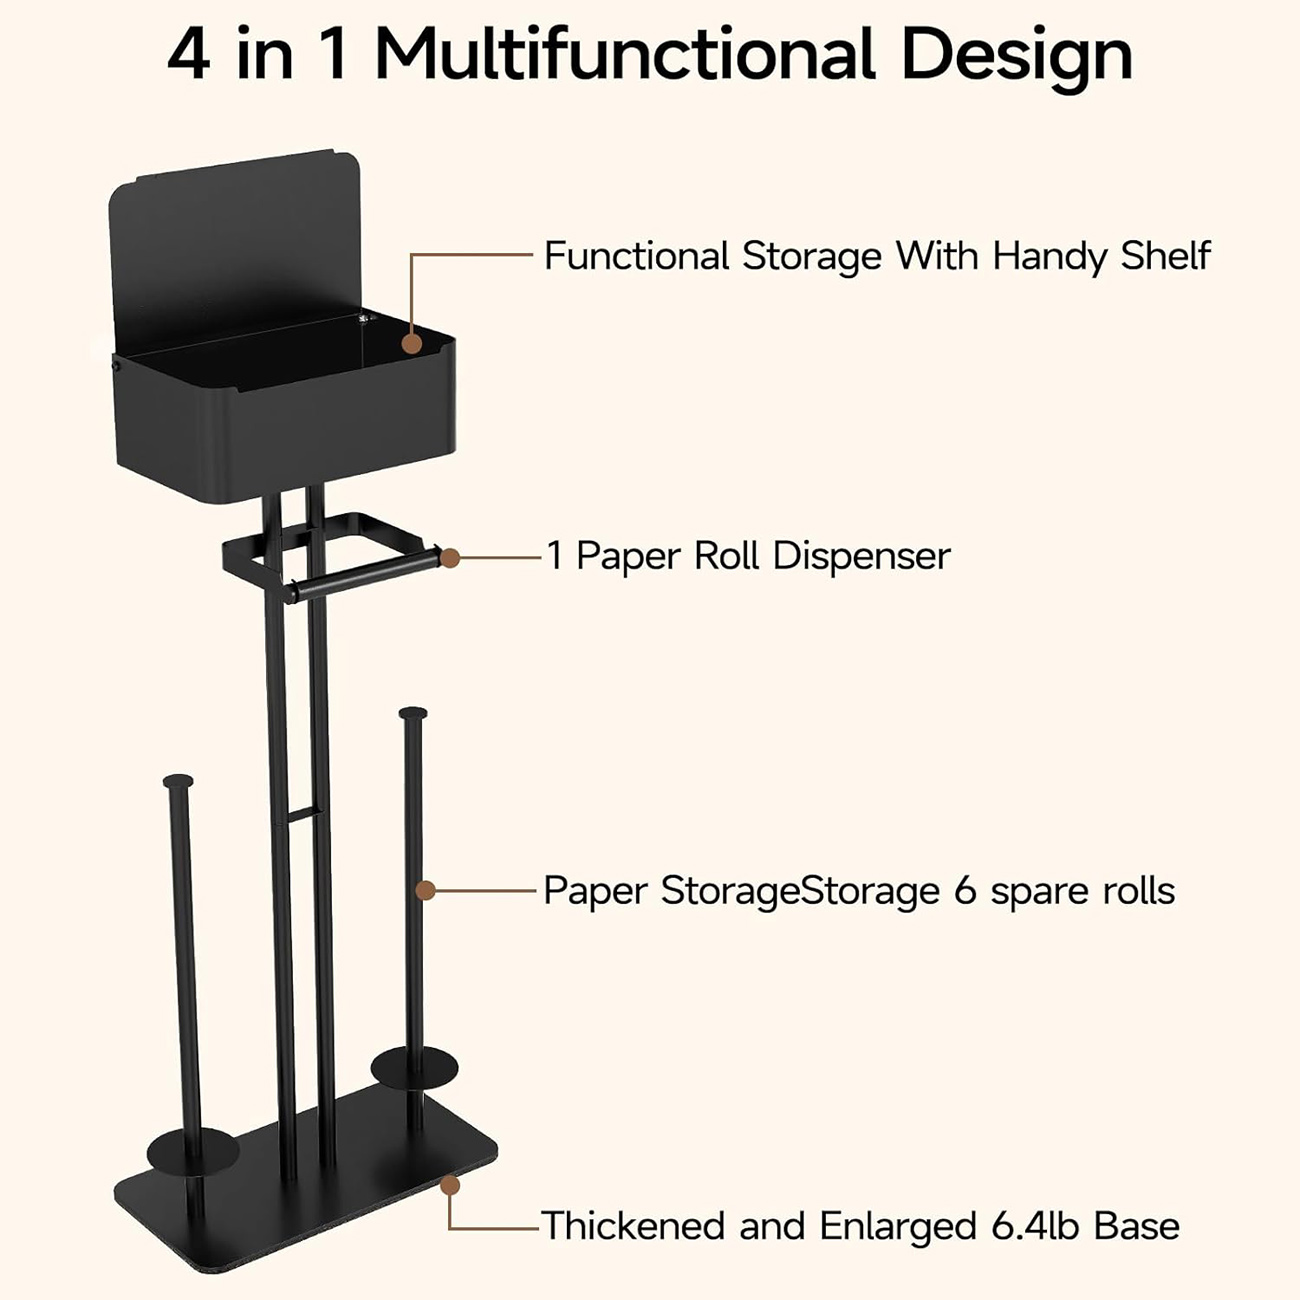 4 in 1 Multifunctional Design
Functional Storage With Handy Shelf
1 Paper Roll Dispenser
Paper StorageStorage 6 spare rolls
Thickened and Enlarged 6.4lb Base